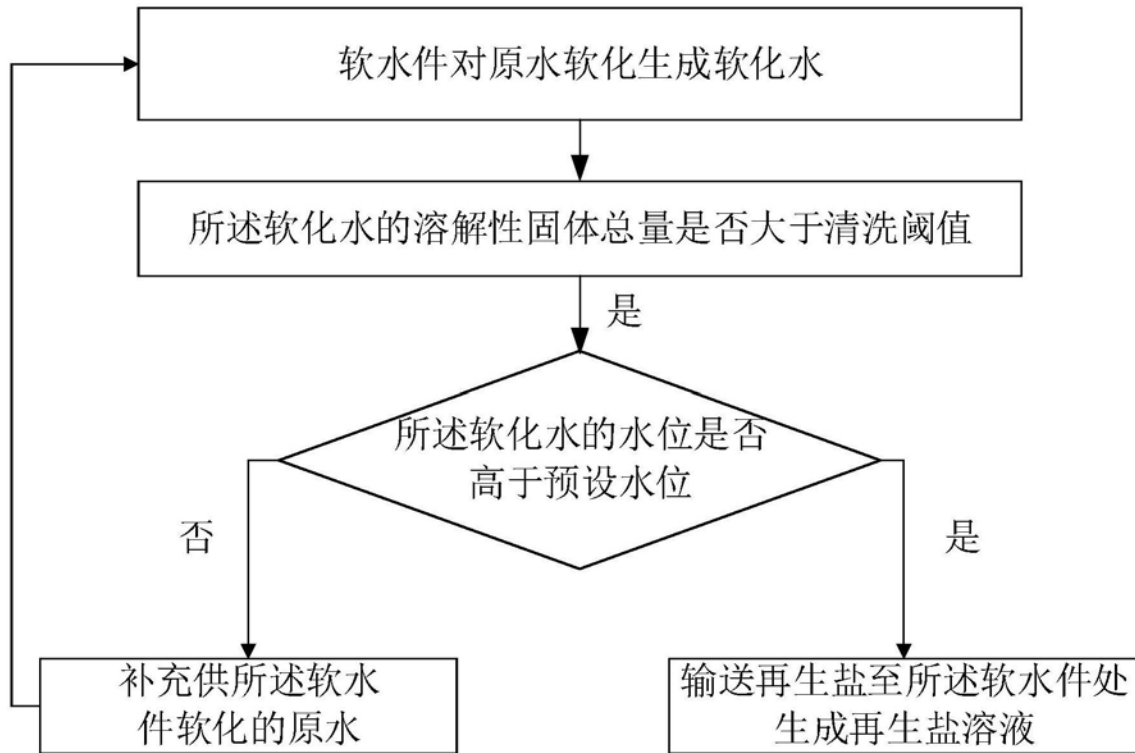 软水件对原水软化生成软化水
所述软化水的溶解性固体总量是否大于清洗阈值
是
所述软化水的水位是否
高于预设水位
否
是
补充供所述软水
件软化的原水
输送再生盐至所述软水件处
生成再生盐溶液